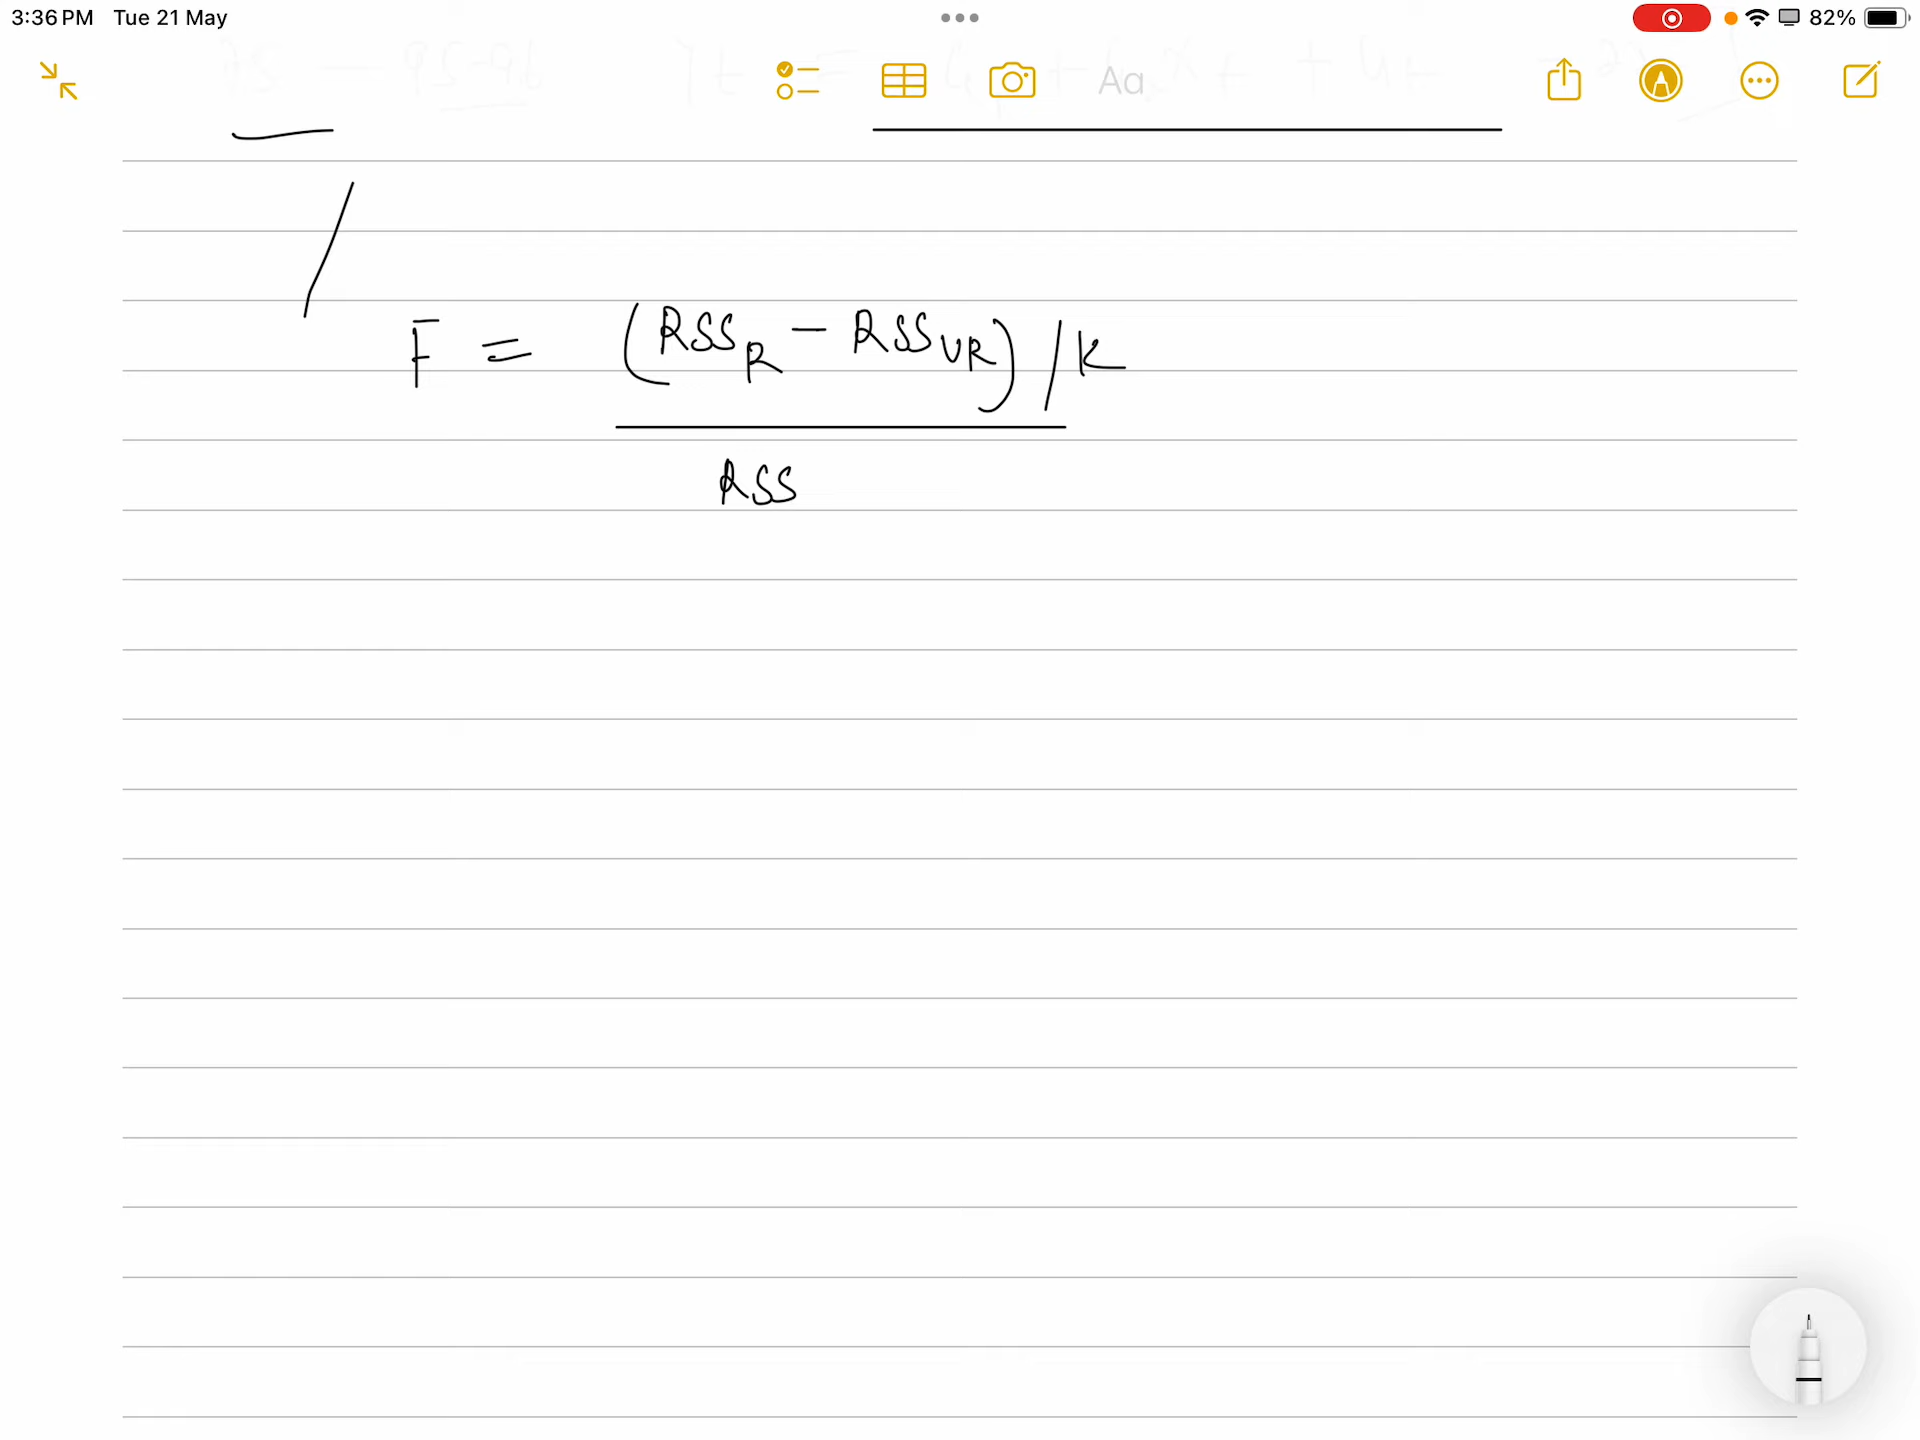 3:36 PM Tue 21 May 82%
Aa
F = (RSS_R - RSS_UR) / K
RSS